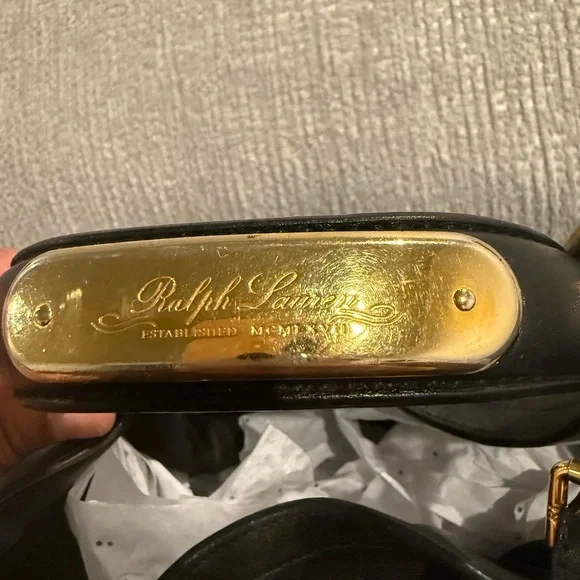 Ralph Lauren
ESTABLISHED MCMLXVII